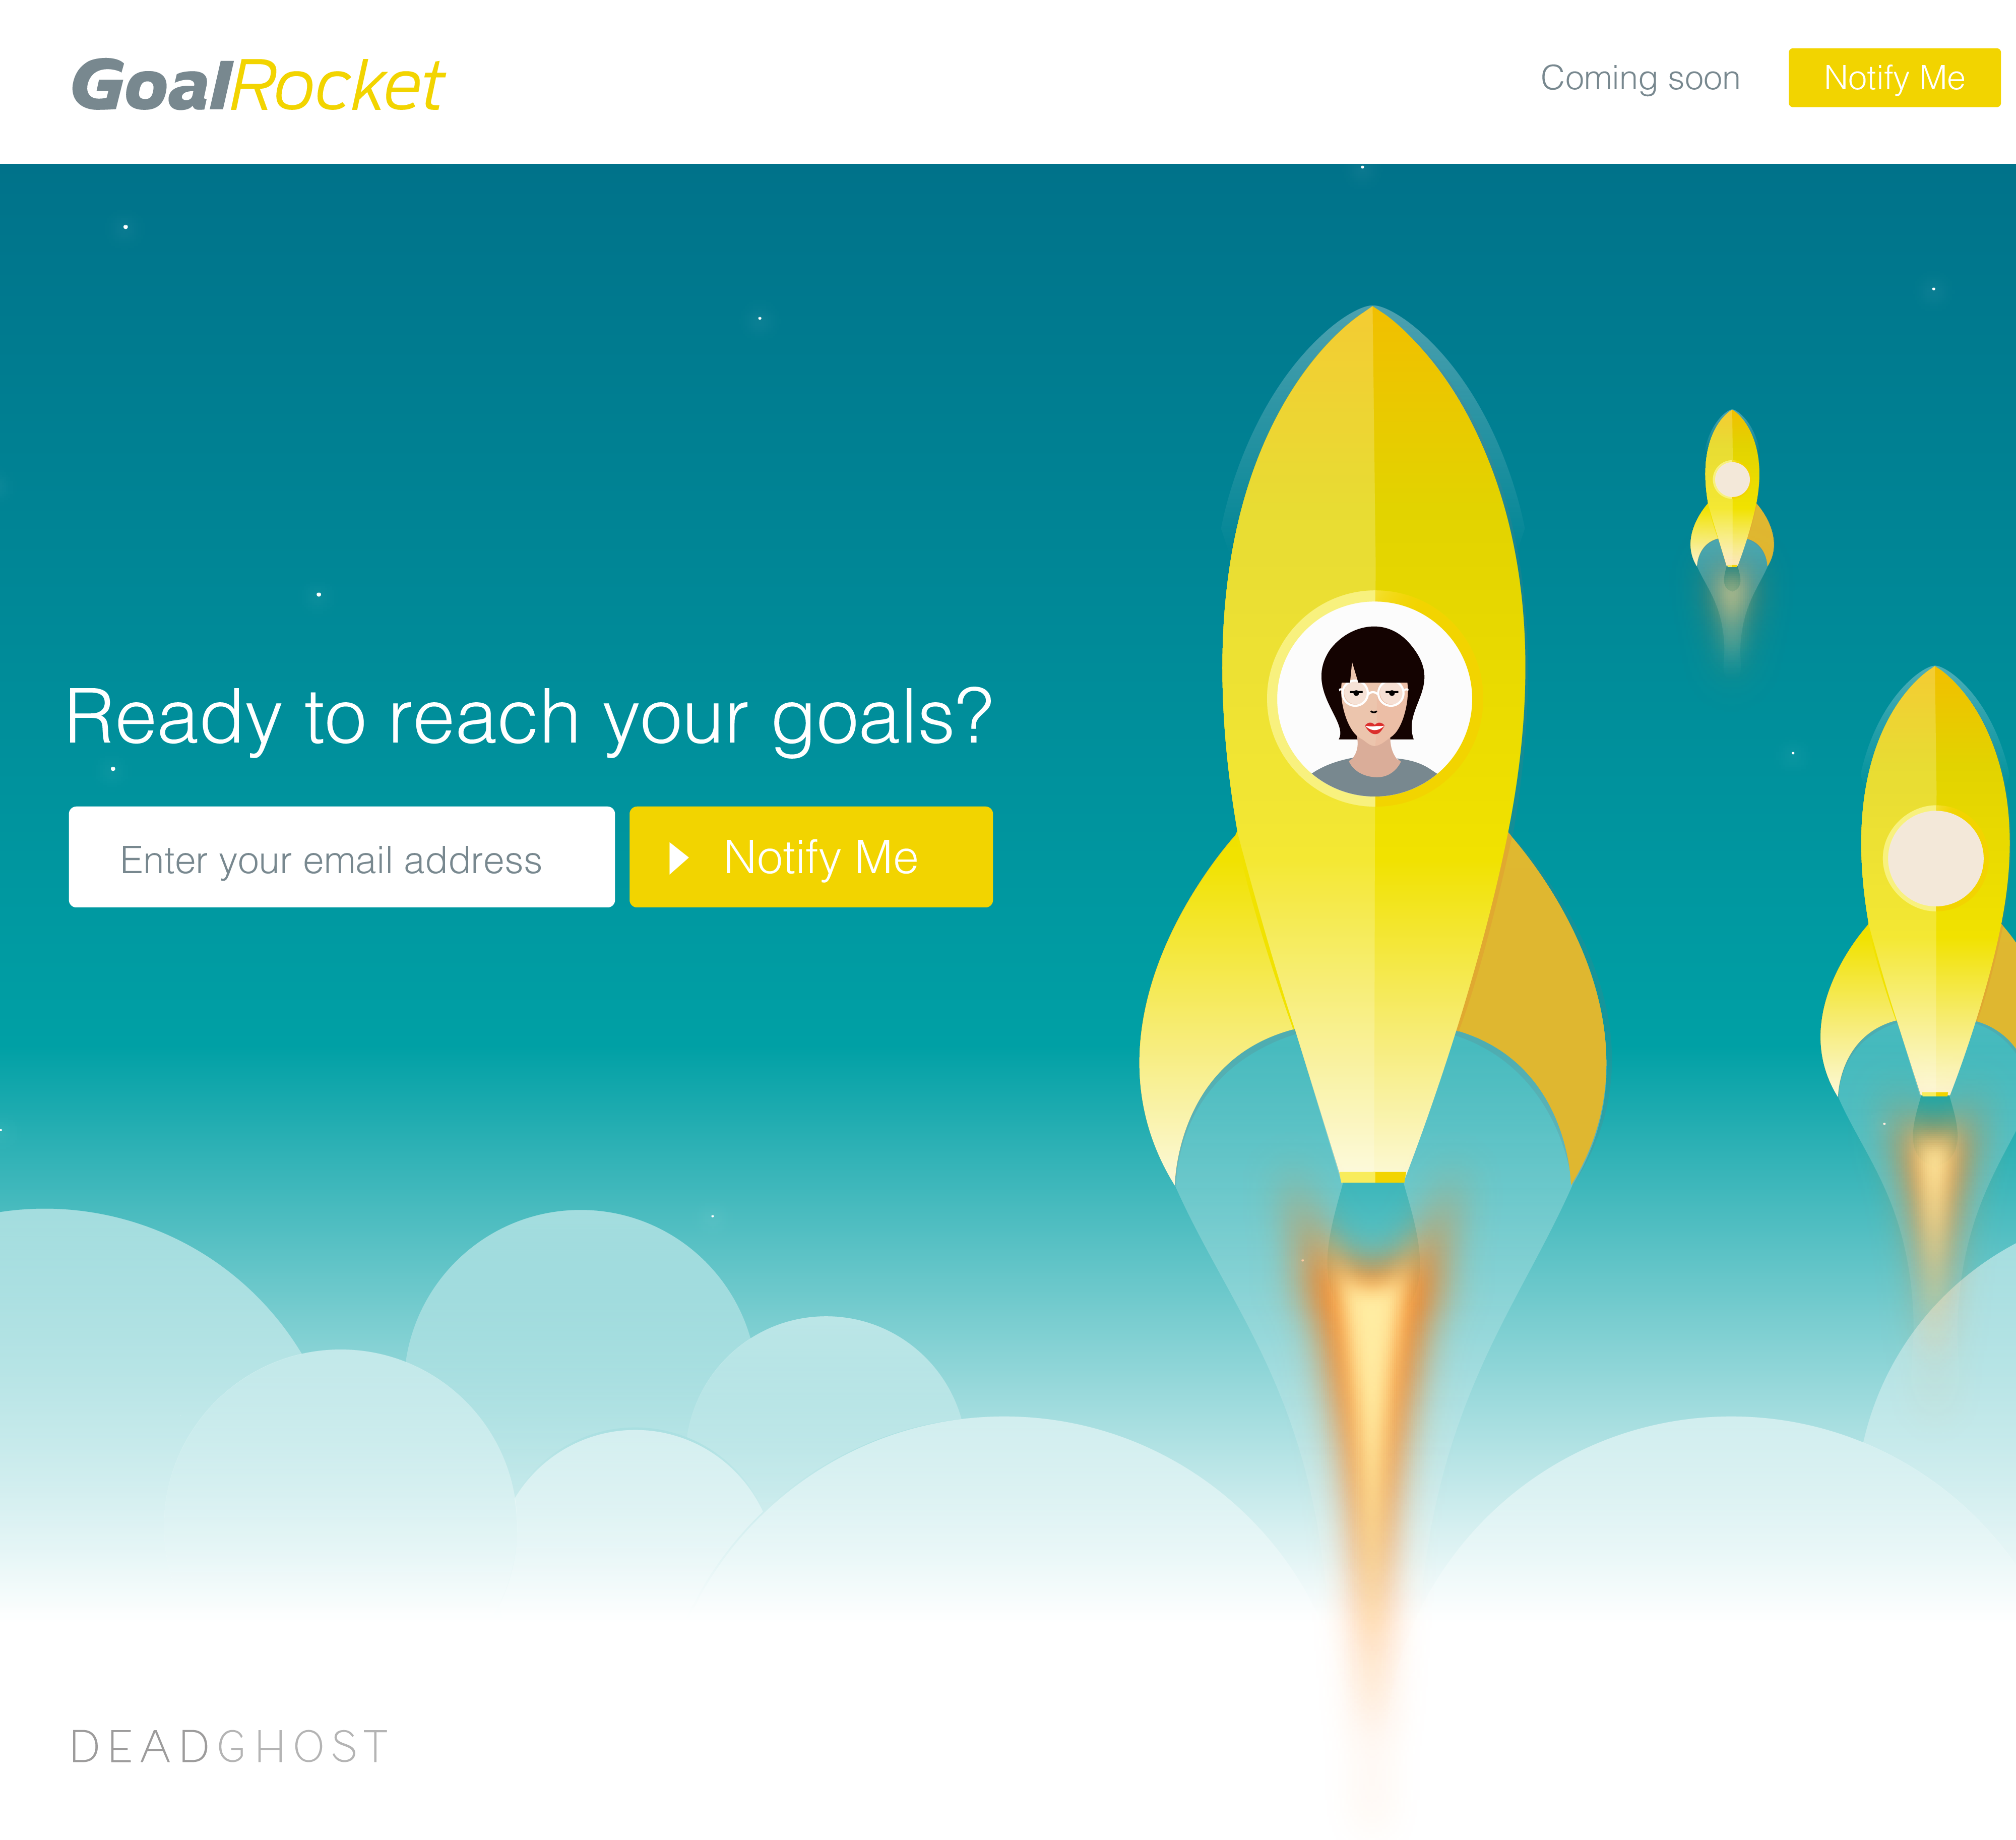 GoalRocket
Coming soon
Notify Me
Ready to reach your goals?
Enter your email address
Notify Me
DEADGHOST